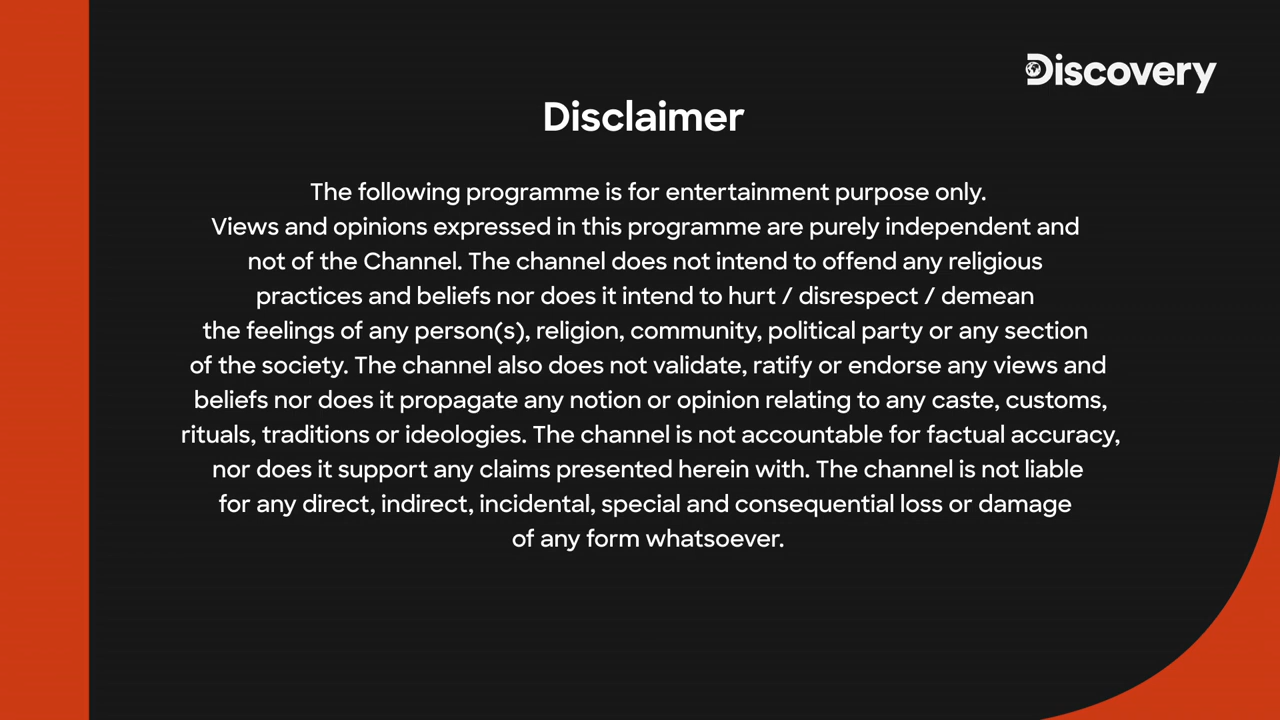 Discovery
Disclaimer
The following programme is for entertainment purpose only.
Views and opinions expressed in this programme are purely independent and
not of the Channel. The channel does not intend to offend any religious
practices and beliefs nor does it intend to hurt / disrespect / demean
the feelings of any person(s), religion, community, political party or any section
of the society. The channel also does not validate, ratify or endorse any views and
beliefs nor does it propagate any notion or opinion relating to any caste, customs,
rituals, traditions or ideologies. The channel is not accountable for factual accuracy,
nor does it support any claims presented herein with. The channel is not liable
for any direct, indirect, incidental, special and consequential loss or damage
of any form whatsoever.